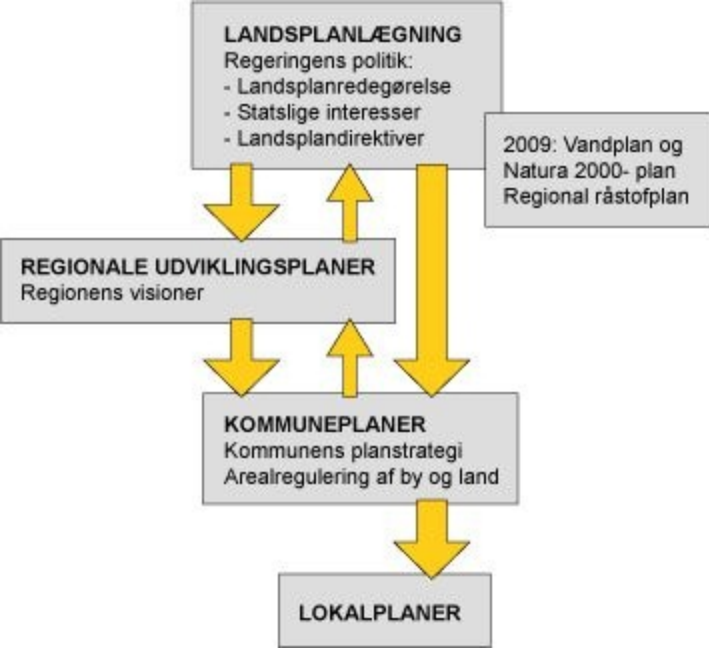 LANDSPLANLÆGNING
Regeringens politik:
- Landsplanredegørelse
- Statslige interesser
- Landsplandirektiver
2009: Vandplan og
Natura 2000- plan
Regional råstofplan
REGIONALE UDVIKLINGSPLANER
Regionens visioner
KOMMUNEPLANER
Kommunens planstrategi
Arealregulering af by og land
LOKALPLANER